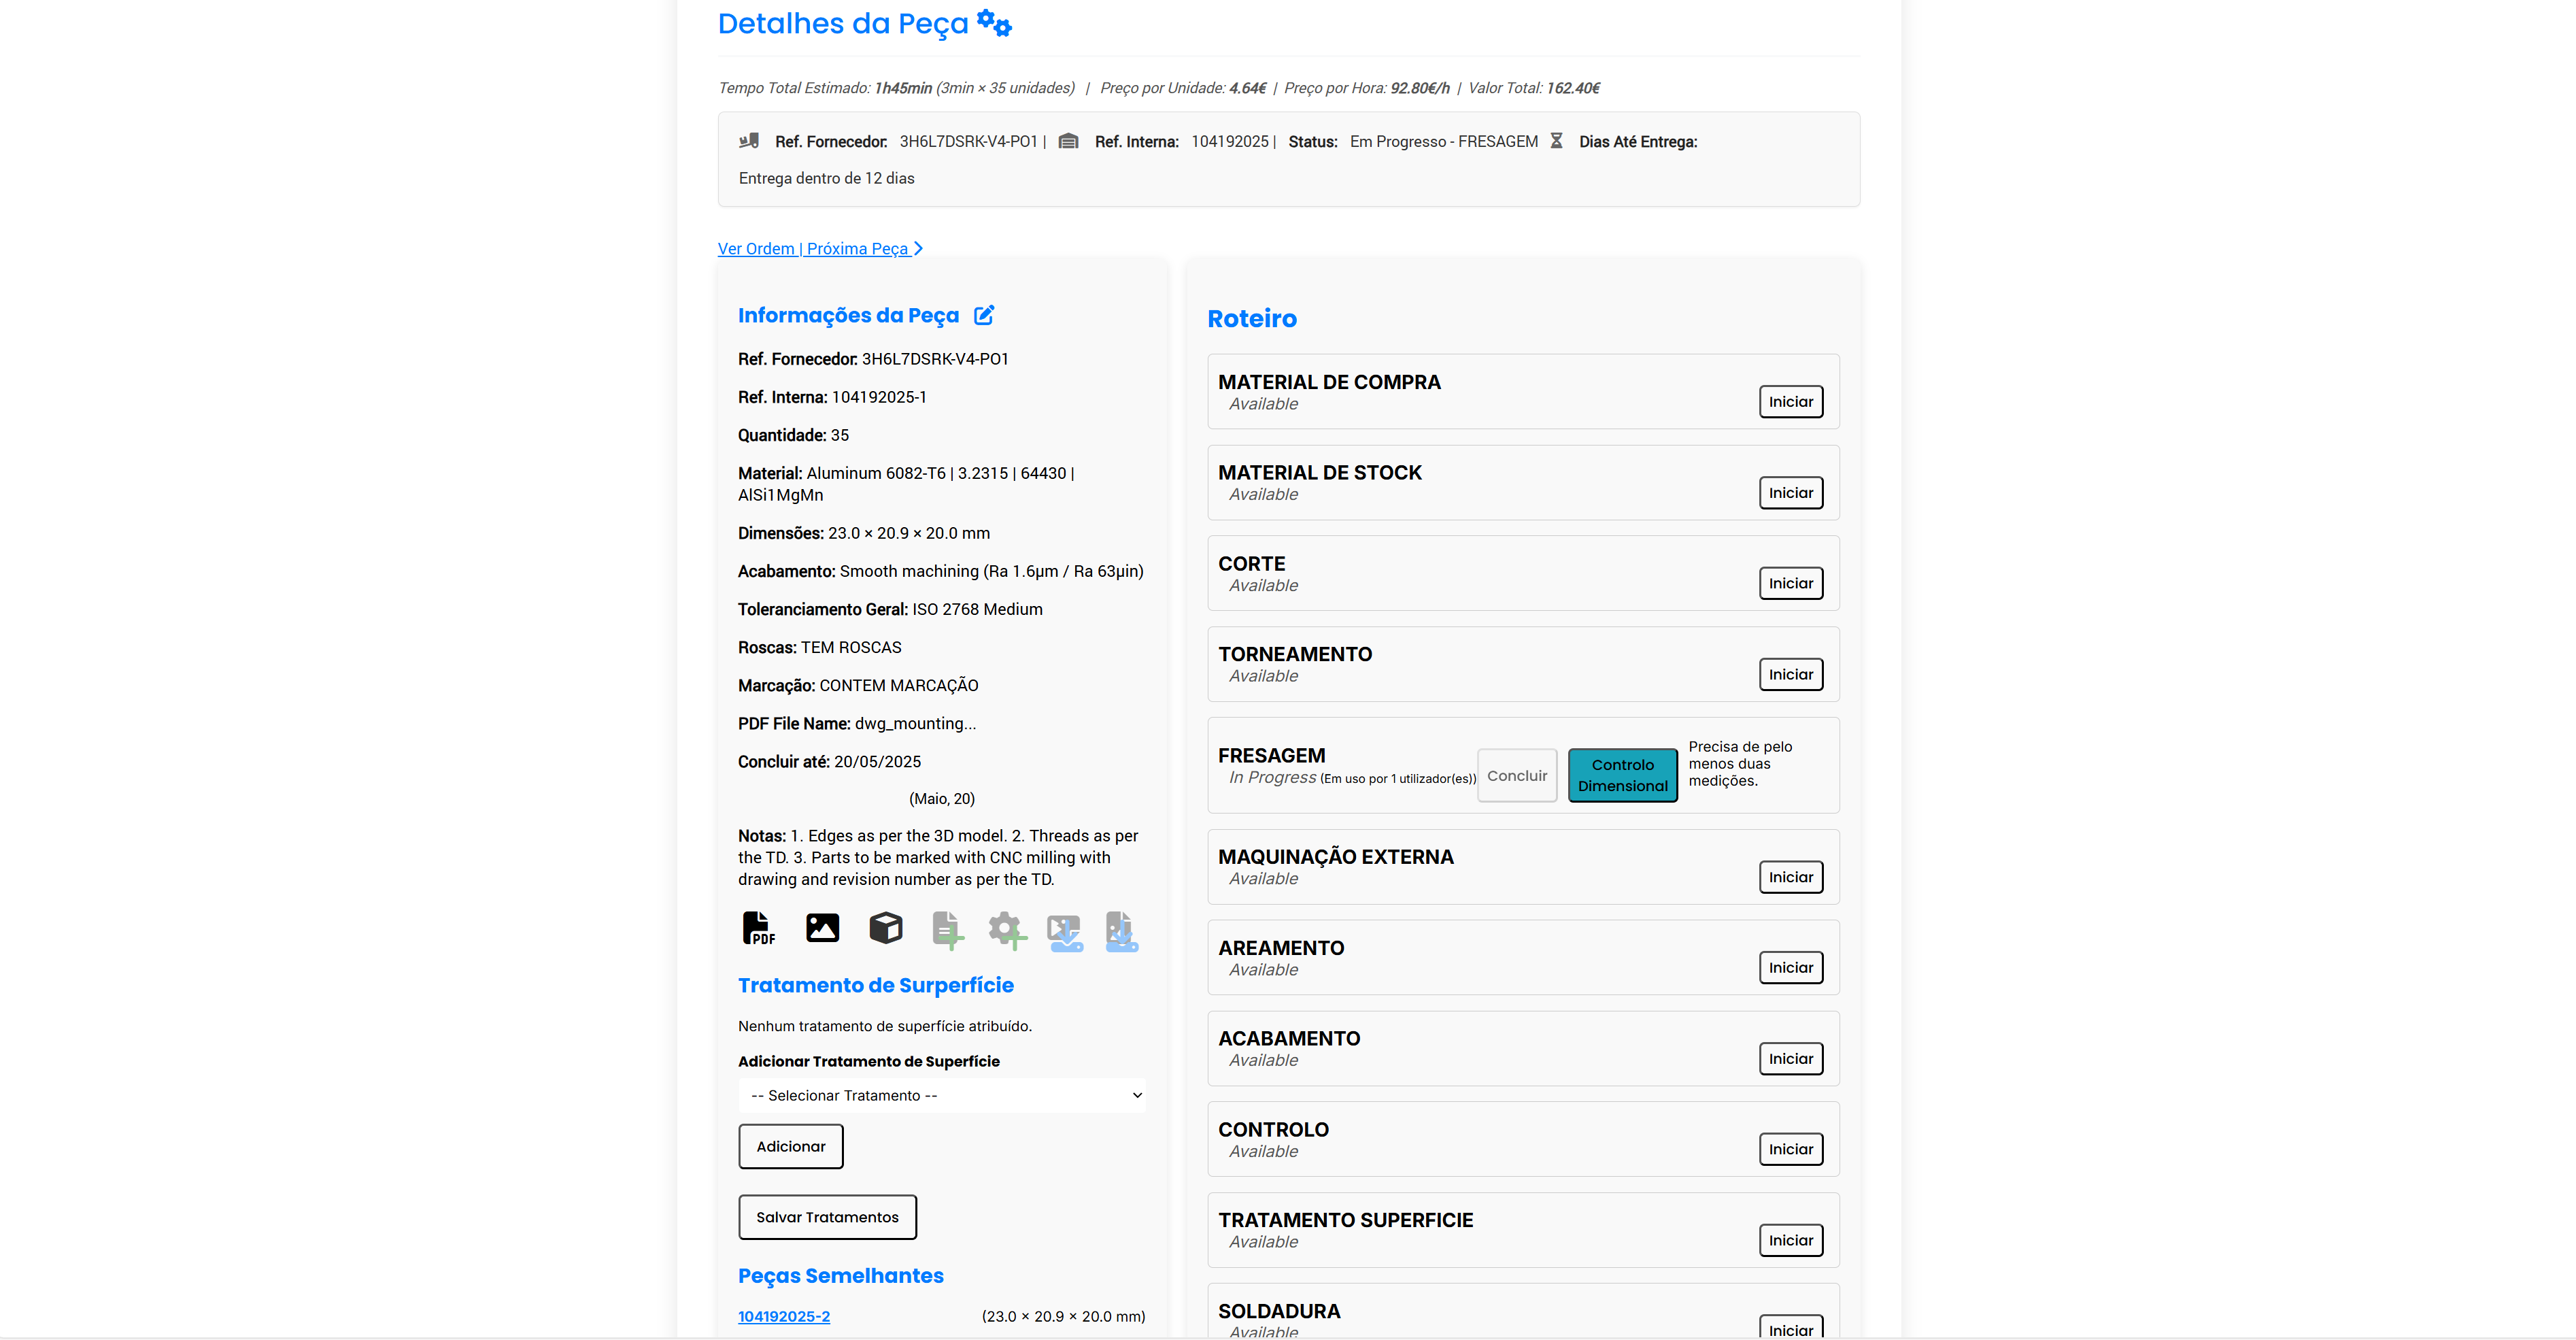 Detalhes da Peça
Tempo Total Estimado: 1h45min (3min × 35 unidades) | Preço por Unidade: 4.64€ | Preço por Hora: 92.80€/h | Valor Total: 162.40€
Ref. Fornecedor: 3H6L7DSRK-V4-PO1 | Ref. Interna: 104192025 | Status: Em Progresso - FRESAGEM Dias Até Entrega:
Entrega dentro de 12 dias
Ver Ordem | Próxima Peça
Informações da Peça
Ref. Fornecedor: 3H6L7DSRK-V4-PO1
Ref. Interna: 104192025-1
Quantidade: 35
Material: Aluminum 6082-T6 | 3.2315 | 64430 |
AlSi1MgMn
Dimensões: 23.0 × 20.9 × 20.0 mm
Acabamento: Smooth machining (Ra 1.6μm / Ra 63μin)
Toleranciamento Geral: ISO 2768 Medium
Roscas: TEM ROSCAS
Marcação: CONTEM MARCAÇÃO
PDF File Name: dwg_mounting...
Concluir até: 20/05/2025
(Maio, 20)
Notas: 1. Edges as per the 3D model. 2. Threads as per
the TD. 3. Parts to be marked with CNC milling with
drawing and revision number as per the TD.
PDF
Tratamento de Surperfície
Nenhum tratamento de superfície atribuído.
Adicionar Tratamento de Superfície
-- Selecionar Tratamento --
Adicionar
Salvar Tratamentos
Peças Semelhantes
104192025-2 (23.0 × 20.9 × 20.0 mm)
Roteiro
MATERIAL DE COMPRA
Available
Iniciar
MATERIAL DE STOCK
Available
Iniciar
CORTE
Available
Iniciar
TORNEAMENTO
Available
Iniciar
FRESAGEM
In Progress (Em uso por 1 utilizador(es))
Concluir
Controlo
Dimensional
Precisa de pelo
menos duas
medições.
MAQUINAÇÃO EXTERNA
Available
Iniciar
AREAMENTO
Available
Iniciar
ACABAMENTO
Available
Iniciar
CONTROLO
Available
Iniciar
TRATAMENTO SUPERFICIE
Available
Iniciar
SOLDADURA
Available
Iniciar